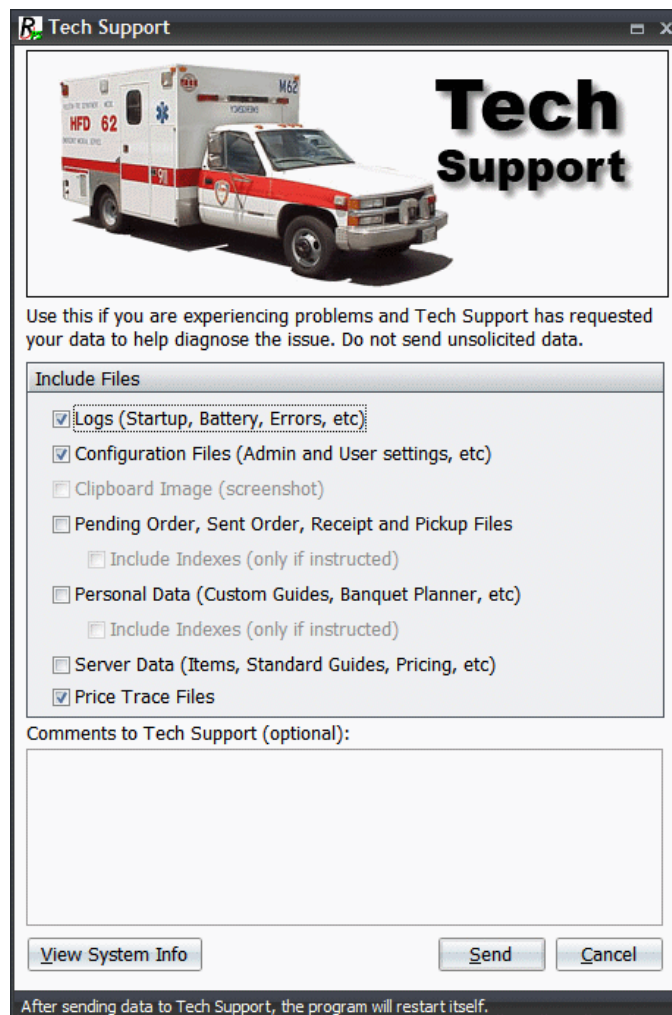 Tech Support
Tech
Support
M62
HFD 62
911
Use this if you are experiencing problems and Tech Support has requested
your data to help diagnose the issue. Do not send unsolicited data.
Include Files
Logs (Startup, Battery, Errors, etc)
Configuration Files (Admin and User settings, etc)
Clipboard Image (screenshot)
Pending Order, Sent Order, Receipt and Pickup Files
Include Indexes (only if instructed)
Personal Data (Custom Guides, Banquet Planner, etc)
Include Indexes (only if instructed)
Server Data (Items, Standard Guides, Pricing, etc)
Price Trace Files
Comments to Tech Support (optional):
View System Info
Send
Cancel
After sending data to Tech Support, the program will restart itself.